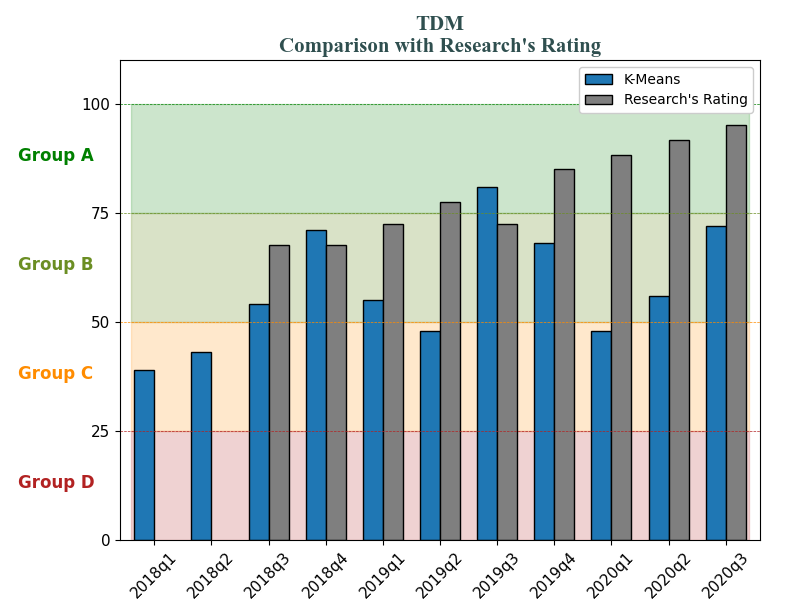 TDM
Comparison with Research's Rating
K-Means
Research's Rating
100
Group A
75
Group B
50
Group C
25
Group D
0
2018q1 2018q2 2018q3 2018q4 2019q1 2019q2 2019q3 2019q4 2020q1 2020q2 2020q3